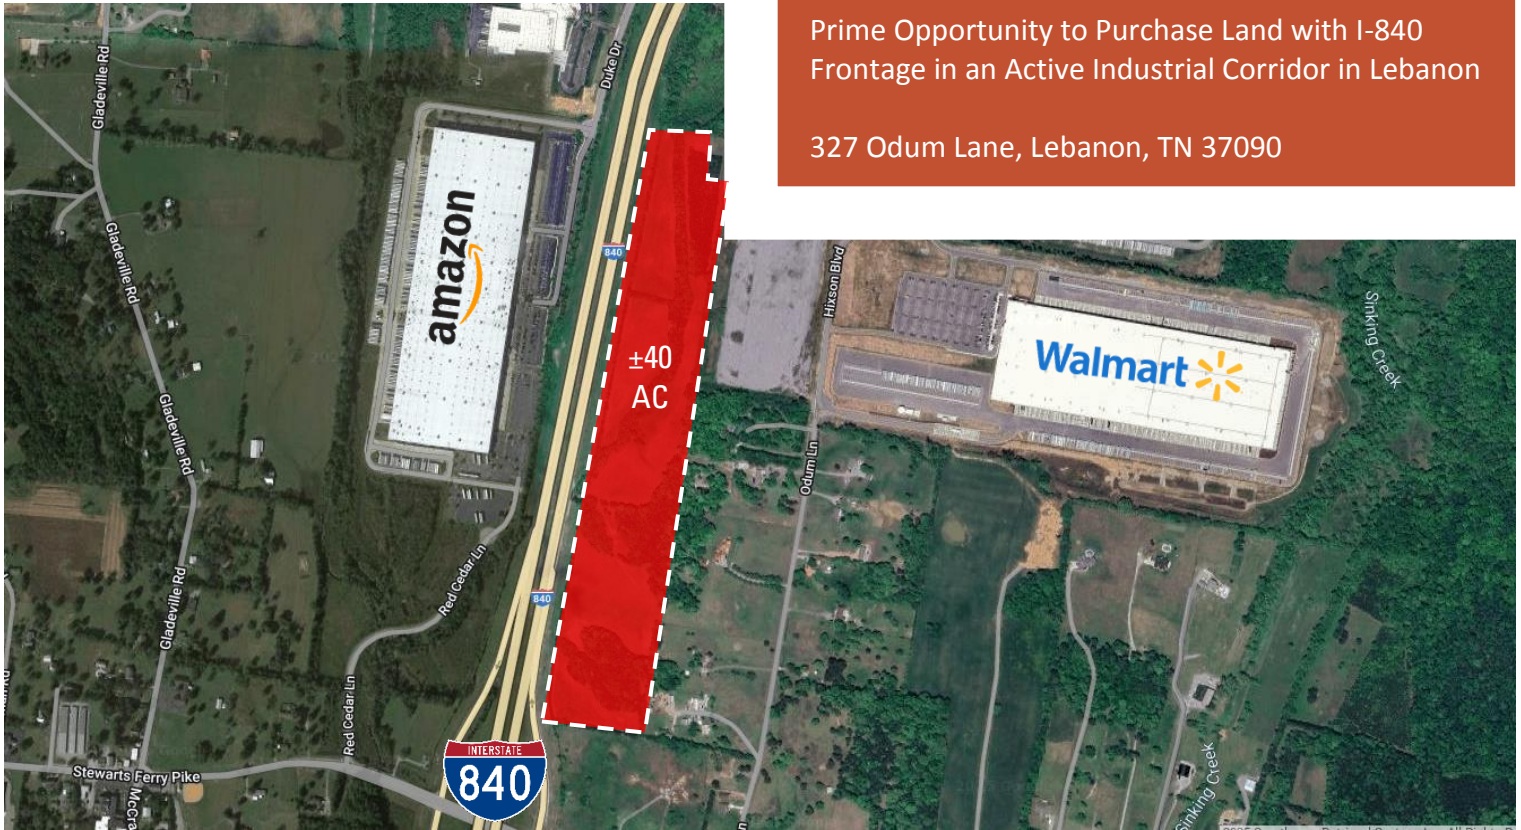 Prime Opportunity to Purchase Land with I-840
Frontage in an Active Industrial Corridor in Lebanon
327 Odum Lane, Lebanon, TN 37090
Gladeville Rd
Duke Dr
amazon
Gladeville Rd
840
Hixson Blvd
Sinking Creek
±40
AC
Walmart
Gladeville Rd
Odum Ln
Red Cedar Ln
840
Gladeville Rd
Red Cedar Ln
INTERSTATE
840
Stewarts Ferry Pike
McCra
Sinking Creek